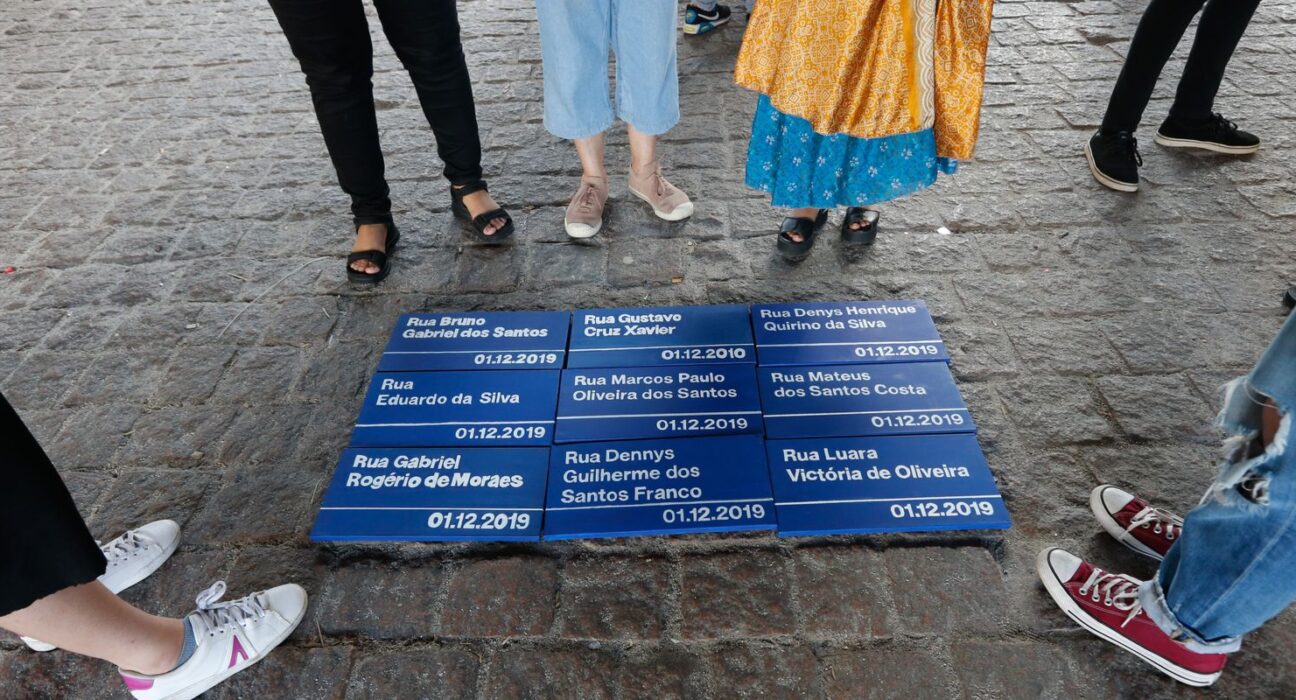 Rua Bruno
Gabriel dos Santos
01.12.2019
Rua Gustavo
Cruz Xavier
01.12.2010
Rua Denys Henrique
Quirino da Silva
01.12.2019
Rua
Eduardo da Silva
01.12.2019
Rua Marcos Paulo
Oliveira dos Santos
01.12.2019
Rua Mateus
dos Santos Costa
01.12.2019
Rua Gabriel
Rogério de Moraes
01.12.2019
Rua Dennys
Guilherme dos
Santos Franco
01.12.2019
Rua Luara
Victória de Oliveira
01.12.2019